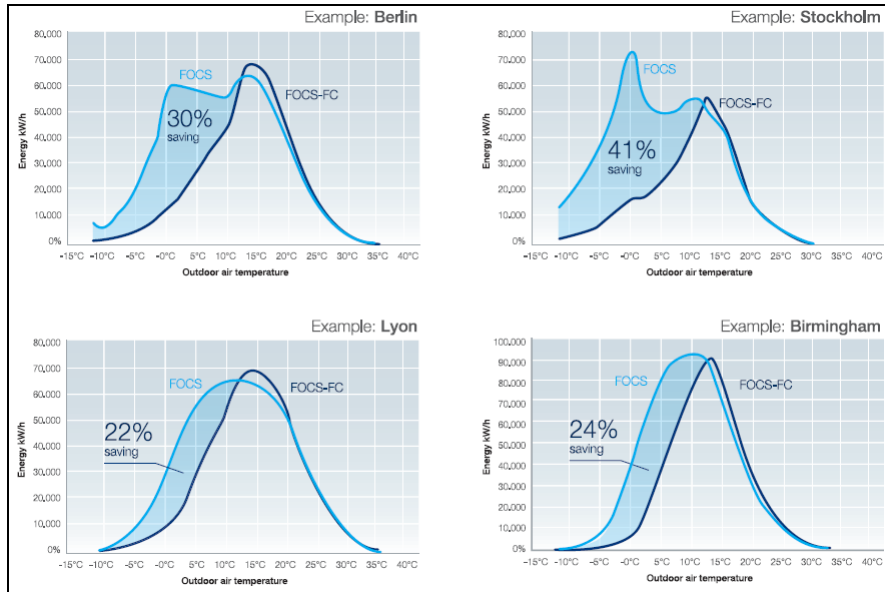 Example: Berlin
80.000
70.000
60.000
50.000
40.000
30.000
20.000
10.000
0%
Energy kW/h
FOCS
FOCS-FC
30%
saving
-15°C -10°C -5°C -0°C 5°C 10°C 15°C 20°C 25°C 30°C 35°C 40°C
Outdoor air temperature
Example: Stockholm
80.000
70.000
60.000
50.000
40.000
30.000
20.000
10.000
0%
Energy kW/h
FOCS
FOCS-FC
41%
saving
-15°C -10°C -5°C -0°C 5°C 10°C 15°C 20°C 25°C 30°C 35°C 40°C
Outdoor air temperature
Example: Lyon
80.000
70.000
60.000
50.000
40.000
30.000
20.000
10.000
0%
Energy kW/h
FOCS
FOCS-FC
22%
saving
-15°C -10°C -5°C -0°C 5°C 10°C 15°C 20°C 25°C 30°C 35°C 40°C
Outdoor air temperature
Example: Birmingham
100.000
90.000
80.000
70.000
60.000
50.000
40.000
30.000
20.000
10.000
0%
Energy kW/h
FOCS
FOCS-FC
24%
saving
-15°C -10°C -5°C -0°C 5°C 10°C 15°C 20°C 25°C 30°C 35°C 40°C
Outdoor air temperature